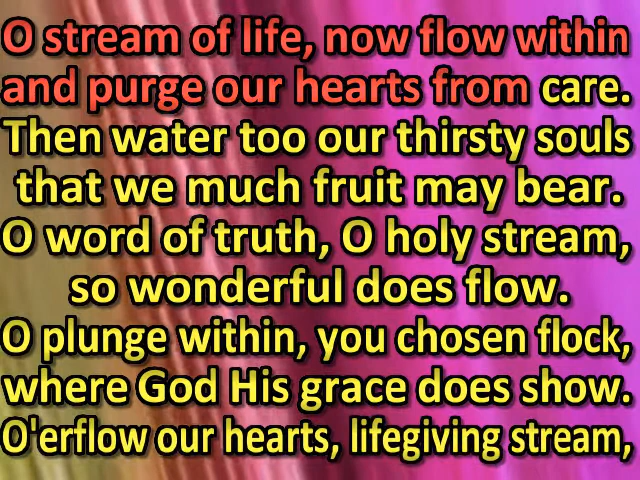 O stream of life, now flow within
and purge our hearts from care.
Then water too our thirsty souls
that we much fruit may bear.
O word of truth, O holy stream,
so wonderful does flow.
O plunge within, you chosen flock,
where God His grace does show.
O'erflow our hearts, lifegiving stream,